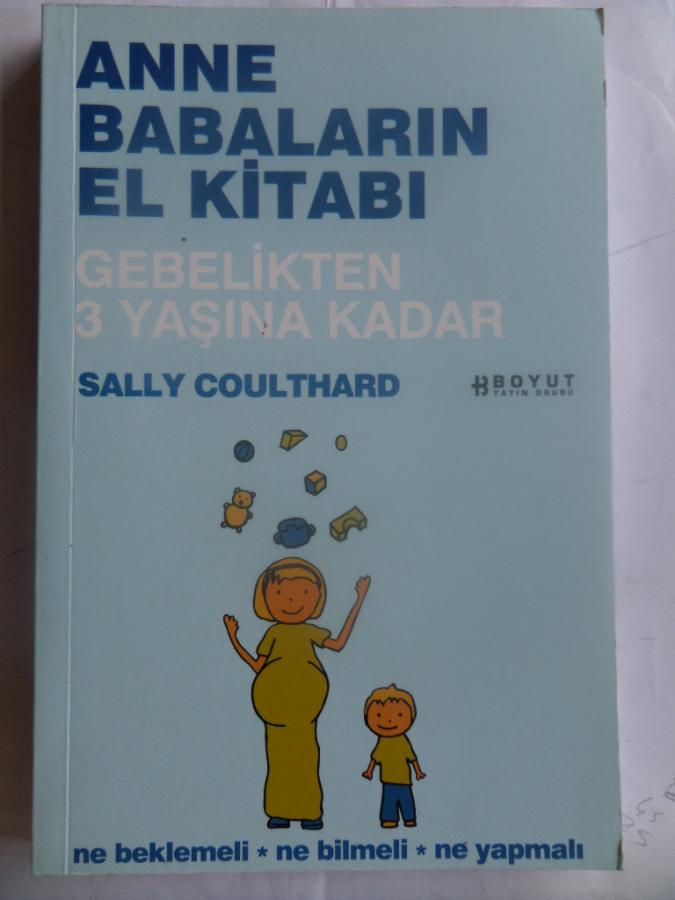 ANNE
BABALARIN
EL KİTABI
GEBELİKTEN
3 YAŞINA KADAR
SALLY COULTHARD
BOYUT
YAYIN GRUBU
ne beklemeli * ne bilmeli * ne yapmalı